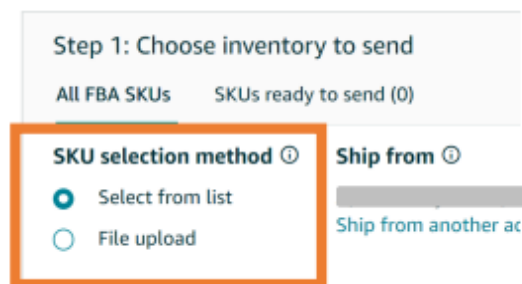 Step 1: Choose inventory to send
All FBA SKUs SKUs ready to send (0)
SKU selection method
Select from list
File upload
Ship from
Ship from another